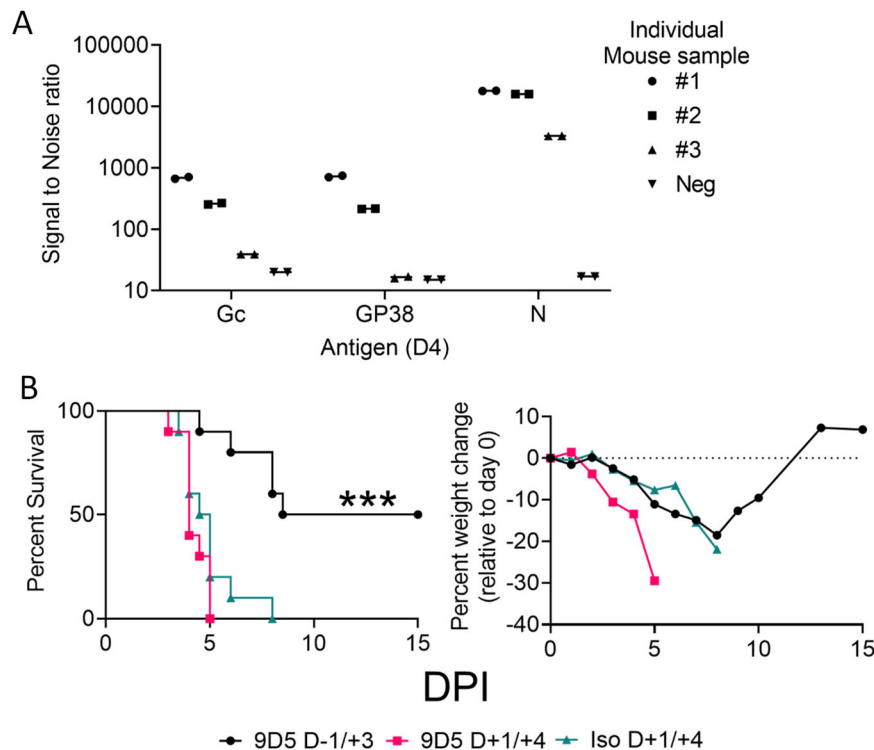 A
Signal to Noise ratio
100000
10000
1000
100
10
Gc GP38 N
Antigen (D4)
Individual
Mouse sample
#1
#2
#3
Neg
B
Percent Survival
100
50
0
0 5 10 15
***
Percent weight change
(relative to day 0)
10
0
-10
-20
-30
-40
0 5 10 15
DPI
9D5 D-1/+3 9D5 D+1/+4 Iso D+1/+4